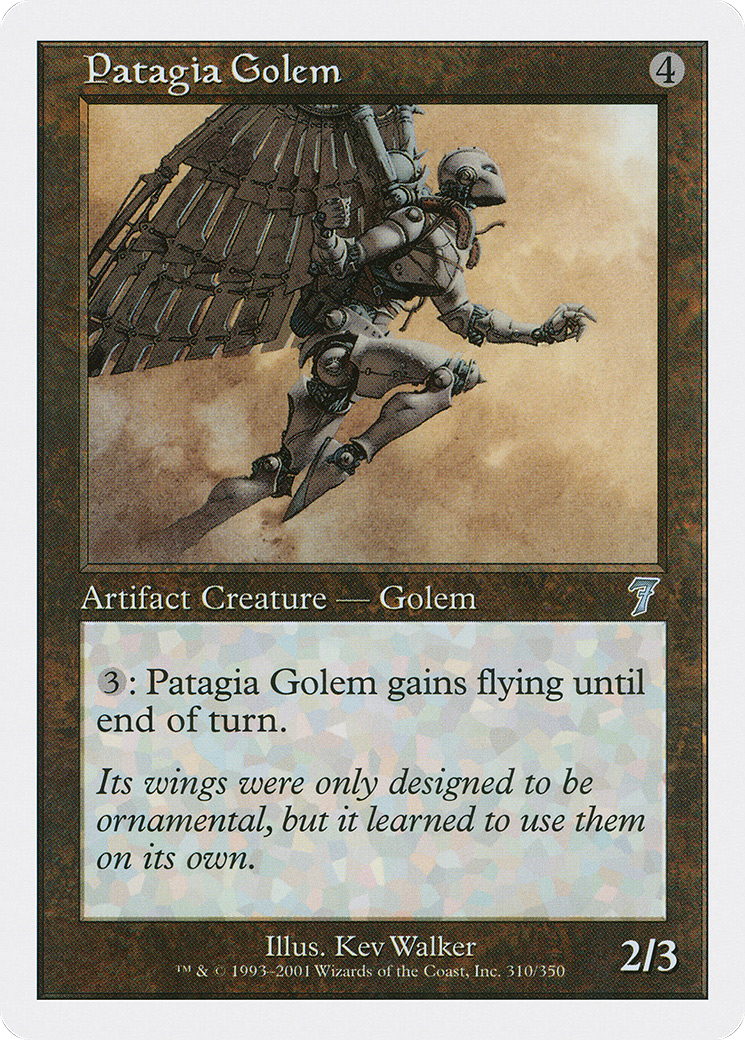 Patagia Golem 4
Artifact Creature — Golem 7
3: Patagia Golem gains flying until
end of turn.
Its wings were only designed to be
ornamental, but it learned to use them
on its own.
Illus. Kev Walker
2/3
™ & © 1993–2001 Wizards of the Coast, Inc. 310/350